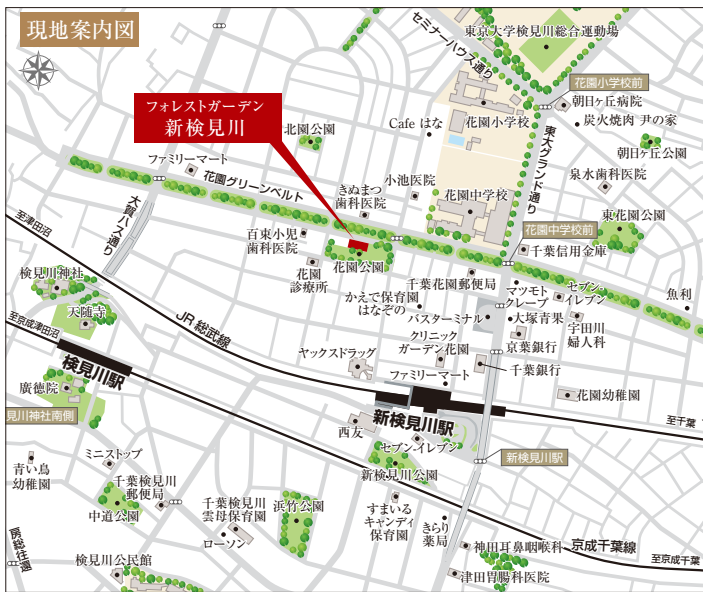 現地案内図
セミナーハウス通り
東京大学検見川総合運動場
花園小学校前
朝日ヶ丘病院
炭火焼肉 尹の家
朝日ヶ丘公園
泉水歯科医院
東大グランド通り
花園小学校
Cafe はな
フォレストガーデン
新検見川
北園公園
ファミリーマート
花園グリーンベルト
きぬまつ
歯科医院
小池医院
花園中学校
花園中学校前
東花園公園
千葉信用金庫
大賀ハス通り
至津田沼
百束小児
歯科医院
花園
診療所
花園公園
千葉花園郵便局
かえで保育園
はなぞの
マツモト
クレープ
セブン-
イレブン
魚利
検見川神社
天随寺
至京成津田沼
JR 総武線
バスターミナル
大塚青果
宇田川
婦人科
京葉銀行
クリニック
ガーデン花園
千葉銀行
ヤックスドラッグ
ファミリーマート
花園幼稚園
検見川駅
廣徳院
見川神社南側
新検見川駅
至千葉
西友
セブン-イレブン
新検見川公園
新検見川駅
青い鳥
幼稚園
ミニストップ
千葉検見川
郵便局
中道公園
千葉検見川
雲母保育園
浜竹公園
ローソン
すまいる
キャンディ
保育園
きらり
薬局
神田耳鼻咽喉科
京成千葉線
至京成千葉
津田胃腸科医院
房総往還
検見川公民館